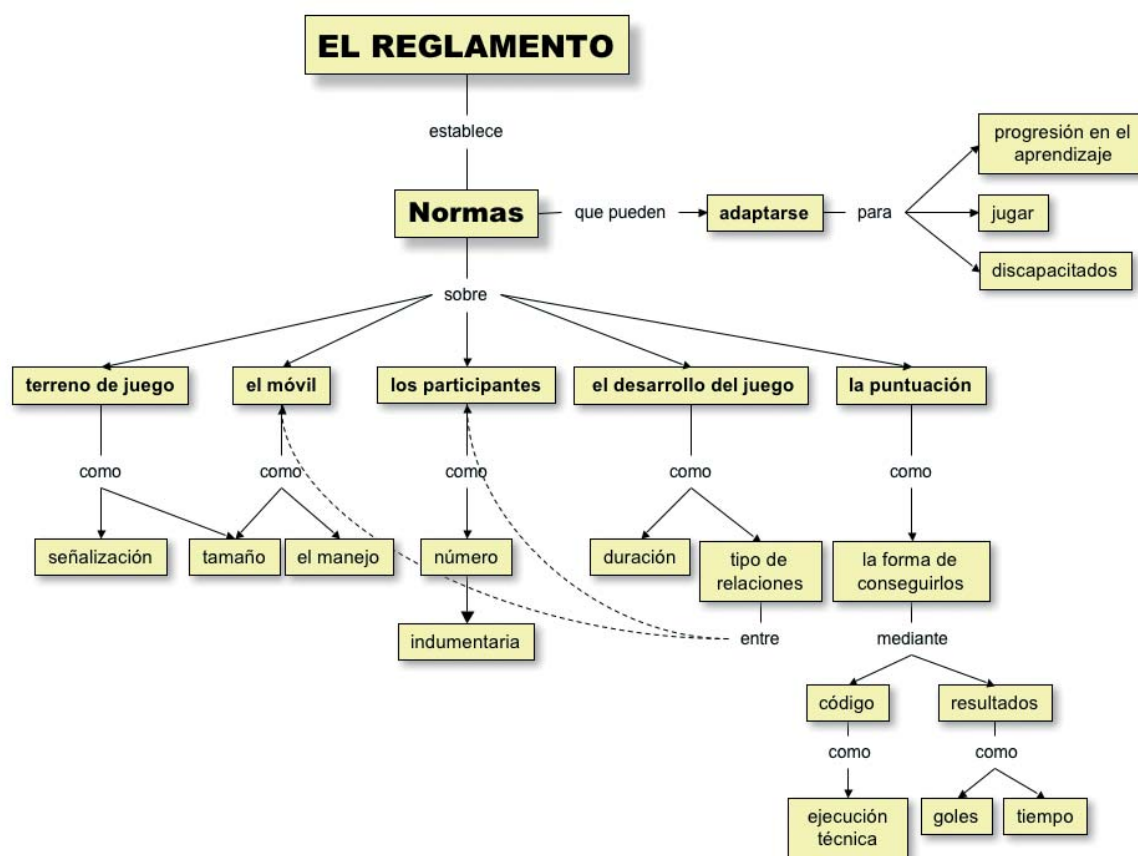 EL REGLAMENTO
establece
Normas
que pueden
adaptarse
para
progresión en el
aprendizaje
jugar
discapacitados
sobre
terreno de juego
el móvil
los participantes
el desarrollo del juego
la puntuación
como
como
como
como
como
señalización
tamaño
el manejo
número
duración
tipo de
relaciones
la forma de
conseguirlos
indumentaria
entre
mediante
código
resultados
como
como
ejecución
técnica
goles
tiempo